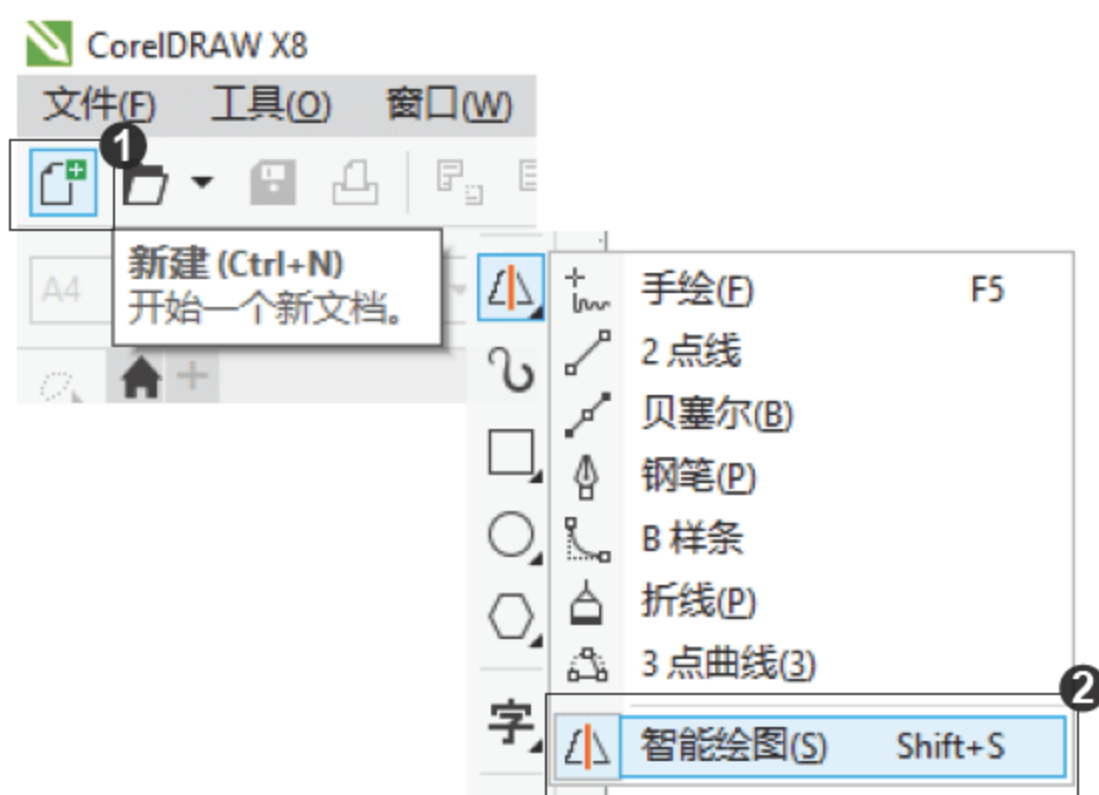 CorelDRAW X8
文件(F) 工具(O) 窗口(W)
1
新建 (Ctrl+N)
开始一个新文档。
A4
手绘(F) F5
2 点线
贝塞尔(B)
钢笔(P)
B 样条
折线(P)
3 点曲线(3)
2
字
智能绘图(S) Shift+S